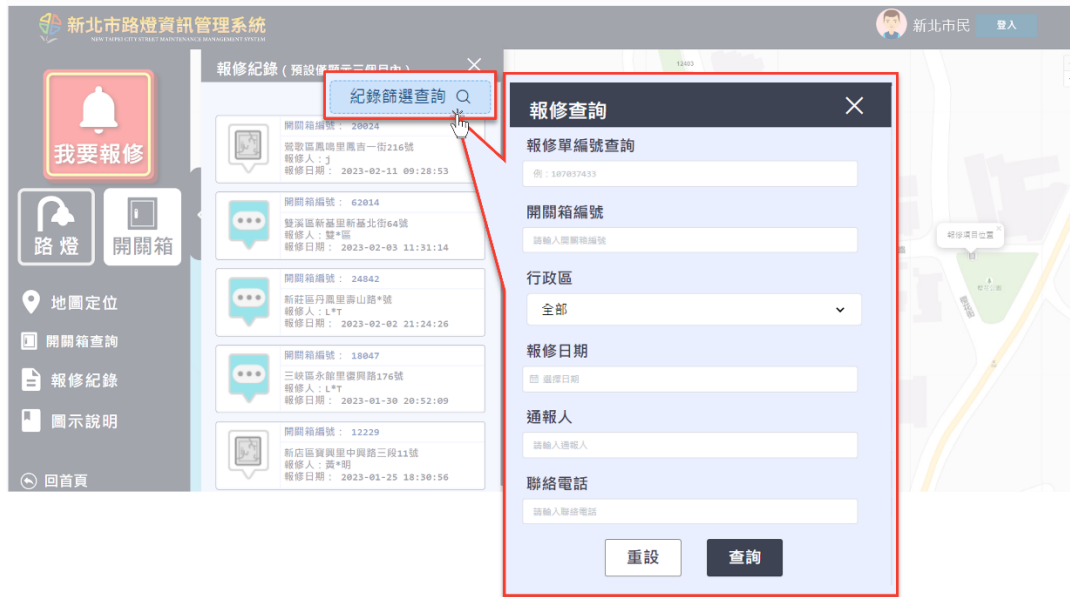 新北市路燈資訊管理系統
NEW TAIPEI CITY STREET MAINTENANCE MANAGEMENT SYSTEM
新北市民
登入
我要報修
路燈
開關箱
地圖定位
開關箱查詢
報修紀錄
圖示說明
回首頁
報修紀錄(預設僅顯示三個月內)
紀錄篩選查詢
開關箱編號: 20024
鶯歌區鳳鳴里鳳吉一街216號
報修人:j
報修日期: 2023-02-11 09:28:53
開關箱編號: 62014
雙溪區新基里新基北街64號
報修人:雙*區
報修日期: 2023-02-03 11:31:14
開關箱編號: 24842
新莊區丹鳳里壽山路*號
報修人:L*T
報修日期: 2023-02-02 21:24:26
開關箱編號: 18047
三峽區永館里復興路176號
報修人:L*T
報修日期: 2023-01-30 20:52:09
開關箱編號: 12229
新店區寶興里中興路三段11號
報修人:黃*明
報修日期: 2023-01-25 18:30:56
報修查詢
報修單編號查詢
例:107037433
開關箱編號
請輸入開關箱編號
行政區
全部
報修日期
選擇日期
通報人
請輸入通報人
聯絡電話
請輸入聯絡電話
重設
查詢
12403